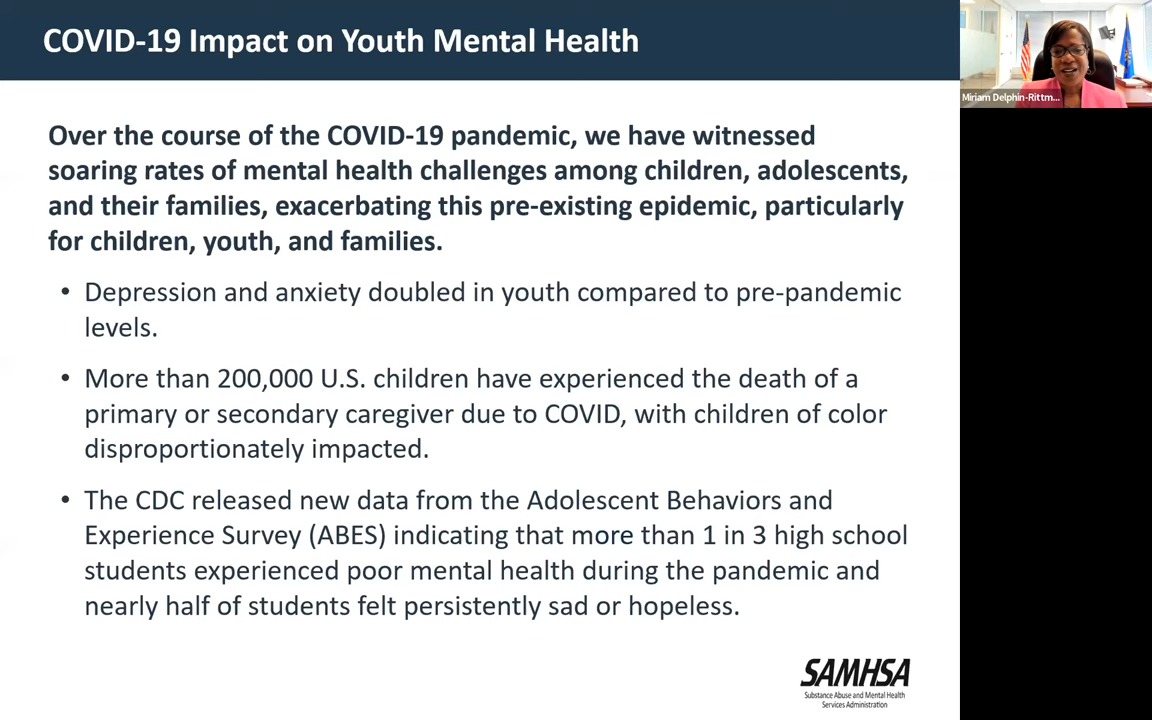 COVID-19 Impact on Youth Mental Health
Miriam Delphin-Rittm...
Over the course of the COVID-19 pandemic, we have witnessed
soaring rates of mental health challenges among children, adolescents,
and their families, exacerbating this pre-existing epidemic, particularly
for children, youth, and families.
• Depression and anxiety doubled in youth compared to pre-pandemic
levels.
• More than 200,000 U.S. children have experienced the death of a
primary or secondary caregiver due to COVID, with children of color
disproportionately impacted.
• The CDC released new data from the Adolescent Behaviors and
Experience Survey (ABES) indicating that more than 1 in 3 high school
students experienced poor mental health during the pandemic and
nearly half of students felt persistently sad or hopeless.
SAMHSA
Substance Abuse and Mental Health
Services Administration